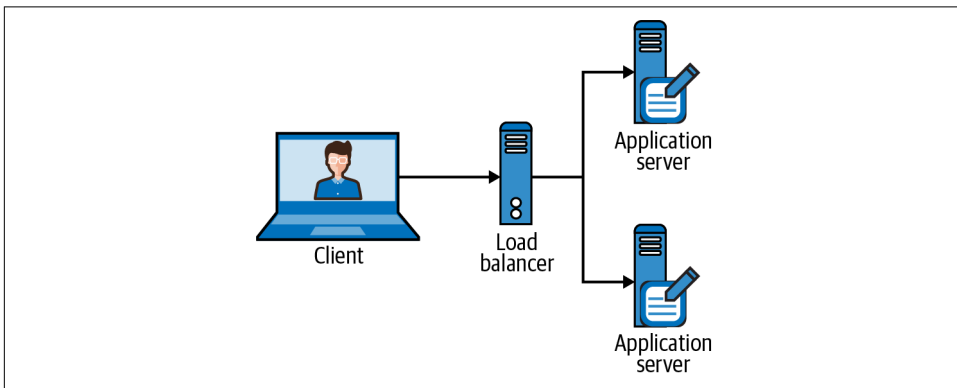 Client
Load
balancer
Application
server
Application
server